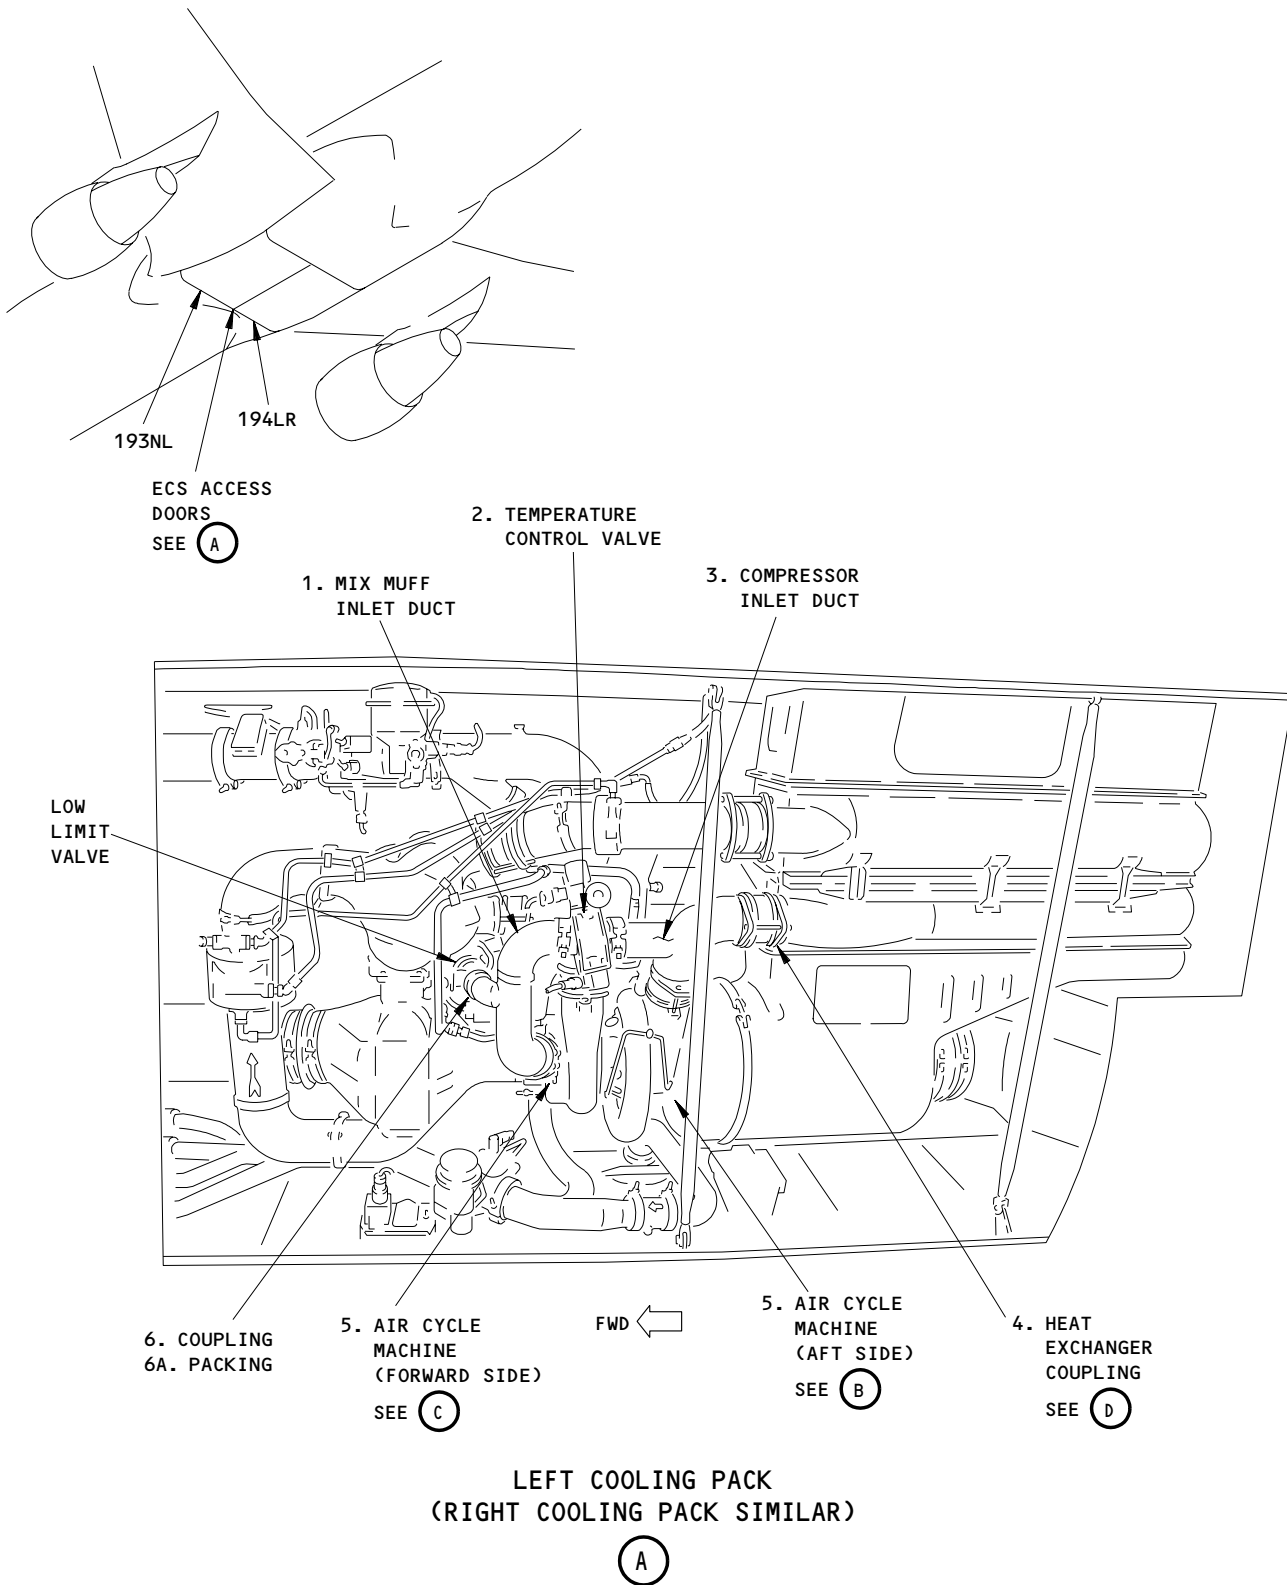 193NL
194LR
ECS ACCESS
DOORS
SEE A
2. TEMPERATURE
CONTROL VALVE
1. MIX MUFF
INLET DUCT
3. COMPRESSOR
INLET DUCT
LOW
LIMIT
VALVE
6. COUPLING
6A. PACKING
5. AIR CYCLE
MACHINE
(FORWARD SIDE)
SEE C
FWD
5. AIR CYCLE
MACHINE
(AFT SIDE)
SEE B
4. HEAT
EXCHANGER
COUPLING
SEE D
LEFT COOLING PACK
(RIGHT COOLING PACK SIMILAR)
A